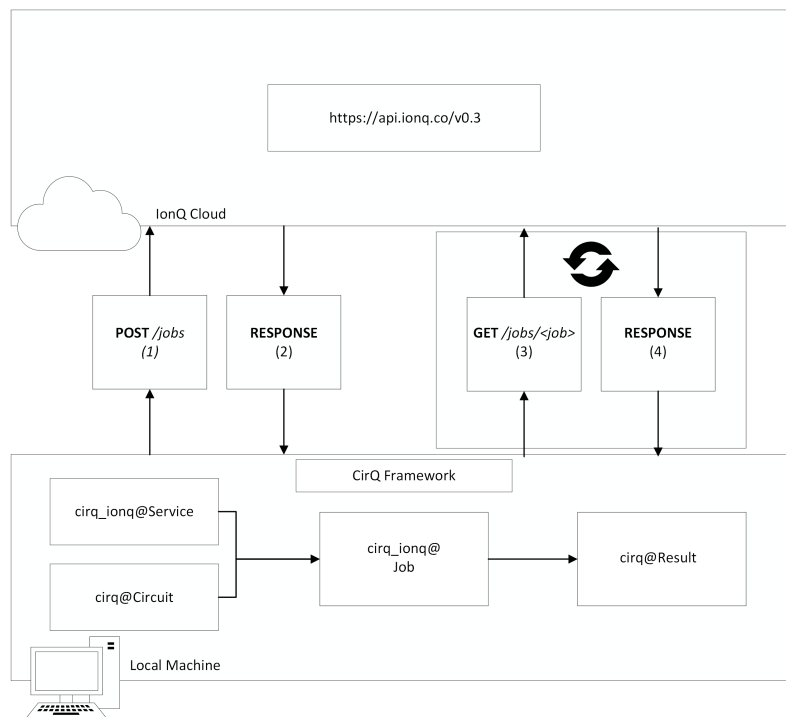 https://api.ionq.co/v0.3
IonQ Cloud
POST /jobs
(1)
RESPONSE
(2)
GET /jobs/<job>
(3)
RESPONSE
(4)
CirQ Framework
cirq_ionq@Service
cirq@Circuit
cirq_ionq@
Job
cirq@Result
Local Machine